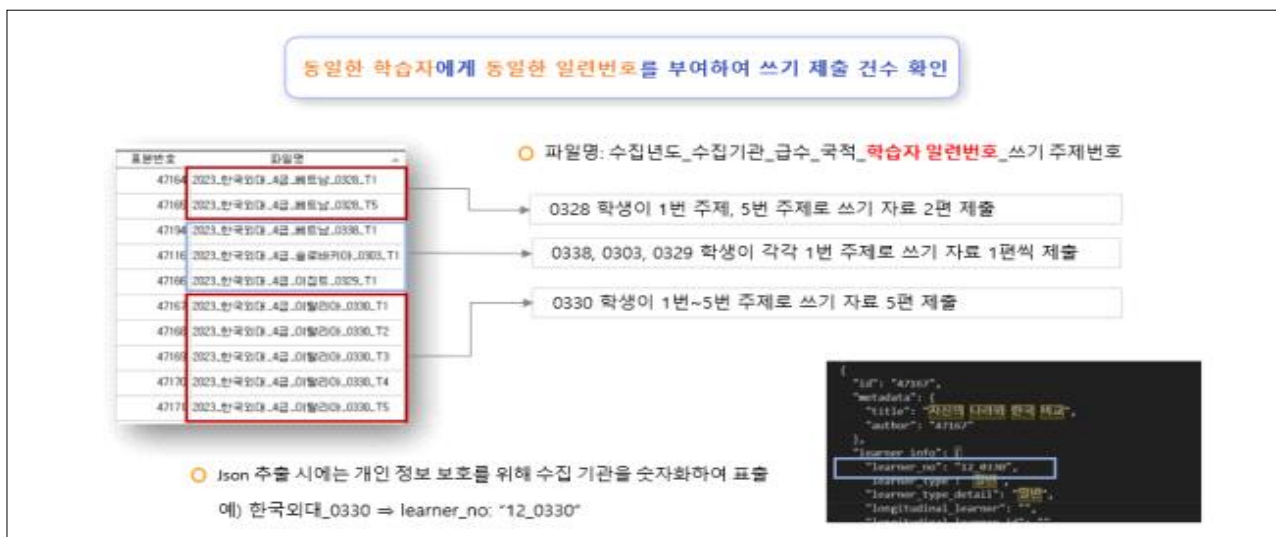 동일한 학습자에게 동일한 일련번호를 부여하여 쓰기 제출 건수 확인
표본번호 파일명
47164 2023_한국외대_4급_베트남_0328_T1
47165 2023_한국외대_4급_베트남_0328_T5
47194 2023_한국외대_4급_베트남_0338_T1
47116 2023_한국외대_4급_슬로바키아_0303_T1
47166 2023_한국외대_4급_이집트_0329_T1
47167 2023_한국외대_4급_이탈리아_0330_T1
47168 2023_한국외대_4급_이탈리아_0330_T2
47169 2023_한국외대_4급_이탈리아_0330_T3
47170 2023_한국외대_4급_이탈리아_0330_T4
47171 2023_한국외대_4급_이탈리아_0330_T5
파일명: 수집년도_수집기관_급수_국적_학습자 일련번호_쓰기 주제번호
0328 학생이 1번 주제, 5번 주제로 쓰기 자료 2편 제출
0338, 0303, 0329 학생이 각각 1번 주제로 쓰기 자료 1편씩 제출
0330 학생이 1번~5번 주제로 쓰기 자료 5편 제출
Json 추출 시에는 개인 정보 보호를 위해 수집 기관을 숫자화하여 표출
예) 한국외대_0330 ⇒ learner_no: "12_0330"
{
"id": "47167",
"metadata": {
"title": "자신의 나라와 한국 비교",
"author": "47167"
},
"learner_info": {
"learner_no": "12_0330",
"learner_type": "일반",
"learner_type_detail": "일반",
"longitudinal_learner": "",